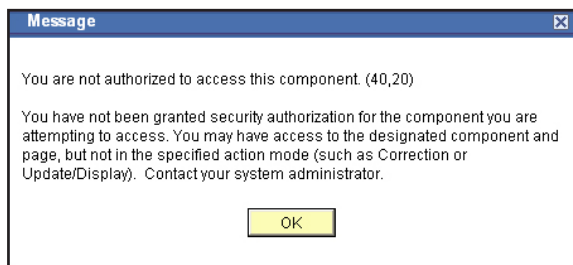 Message
You are not authorized to access this component. (40,20)
You have not been granted security authorization for the component you are
attempting to access. You may have access to the designated component and
page, but not in the specified action mode (such as Correction or
Update/Display). Contact your system administrator.
OK